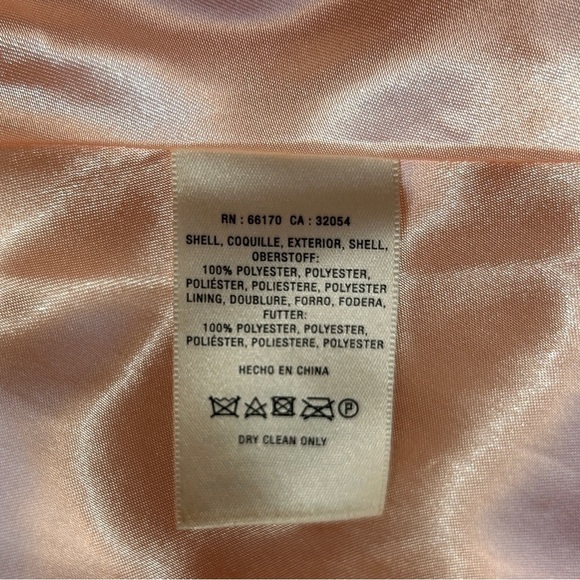 RN : 66170 CA : 32054
SHELL, COQUILLE, EXTERIOR, SHELL,
OBERSTOFF:
100% POLYESTER, POLYESTER,
POLIÉSTER, POLIESTERE, POLYESTER
LINING, DOUBLURE, FORRO, FODERA,
FUTTER:
100% POLYESTER, POLYESTER,
POLIÉSTER, POLIESTERE, POLYESTER
HECHO EN CHINA
P
DRY CLEAN ONLY